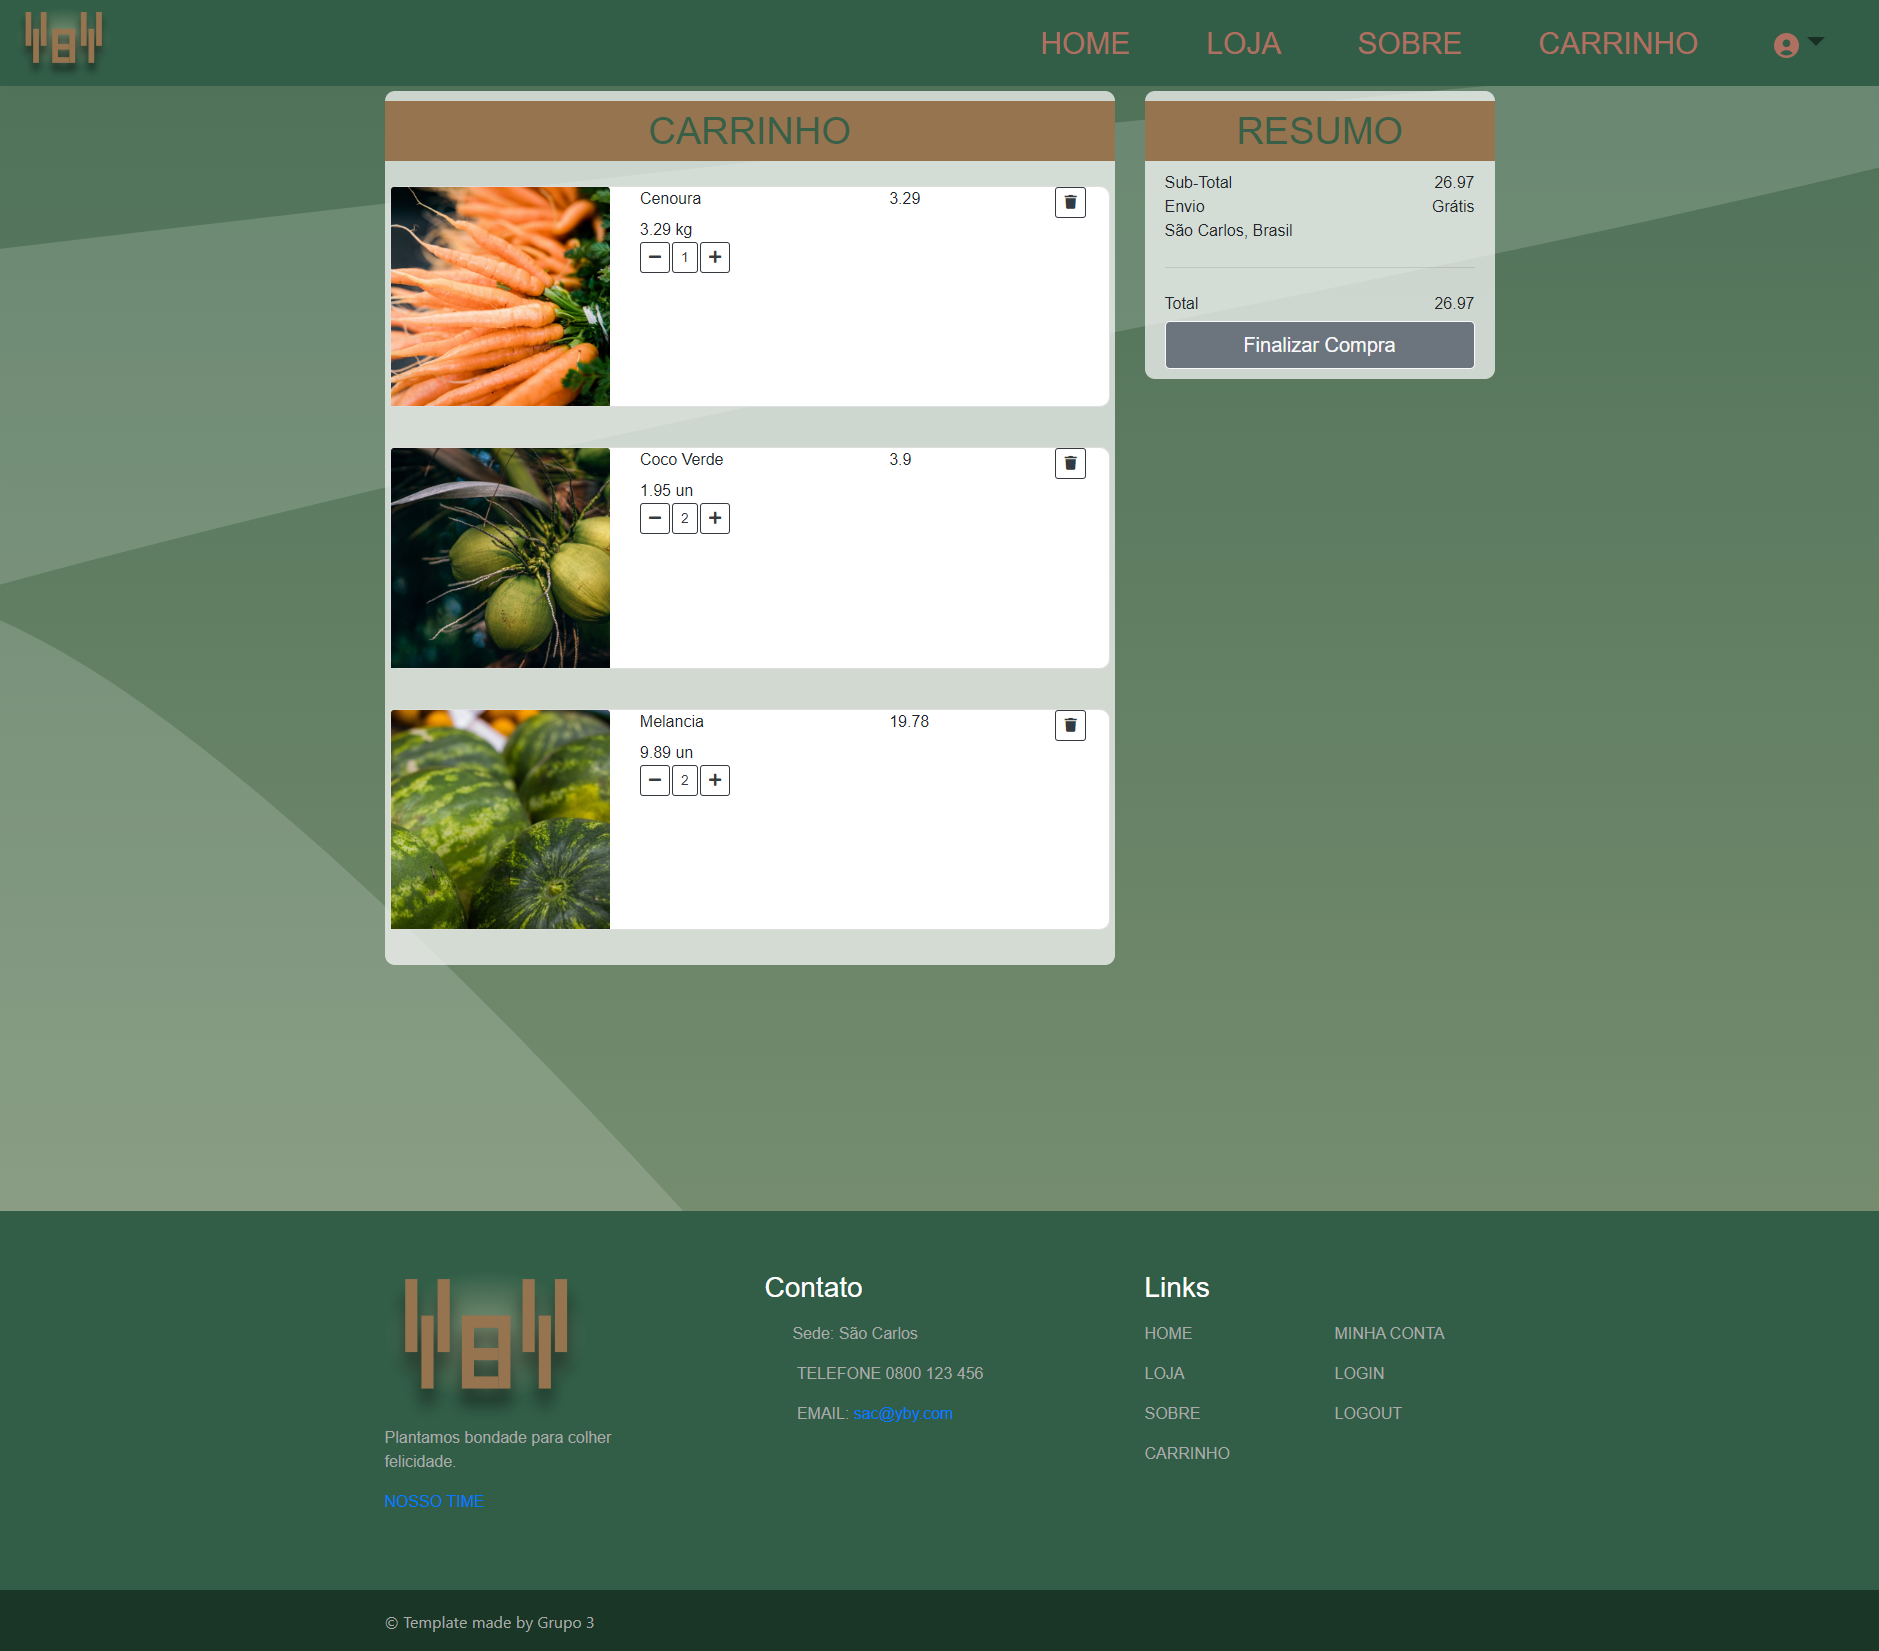 YBY
HOME
LOJA
SOBRE
CARRINHO
CARRINHO
Cenoura
3.29
3.29 kg
1
Coco Verde
3.9
1.95 un
2
Melancia
19.78
9.89 un
2
RESUMO
Sub-Total 26.97
Envio Grátis
São Carlos, Brasil
Total 26.97
Finalizar Compra
YBY
Plantamos bondade para colher
felicidade.
NOSSO TIME
Contato
Sede: São Carlos
TELEFONE 0800 123 456
EMAIL: sac@yby.com
Links
HOME
LOJA
SOBRE
CARRINHO
MINHA CONTA
LOGIN
LOGOUT
© Template made by Grupo 3